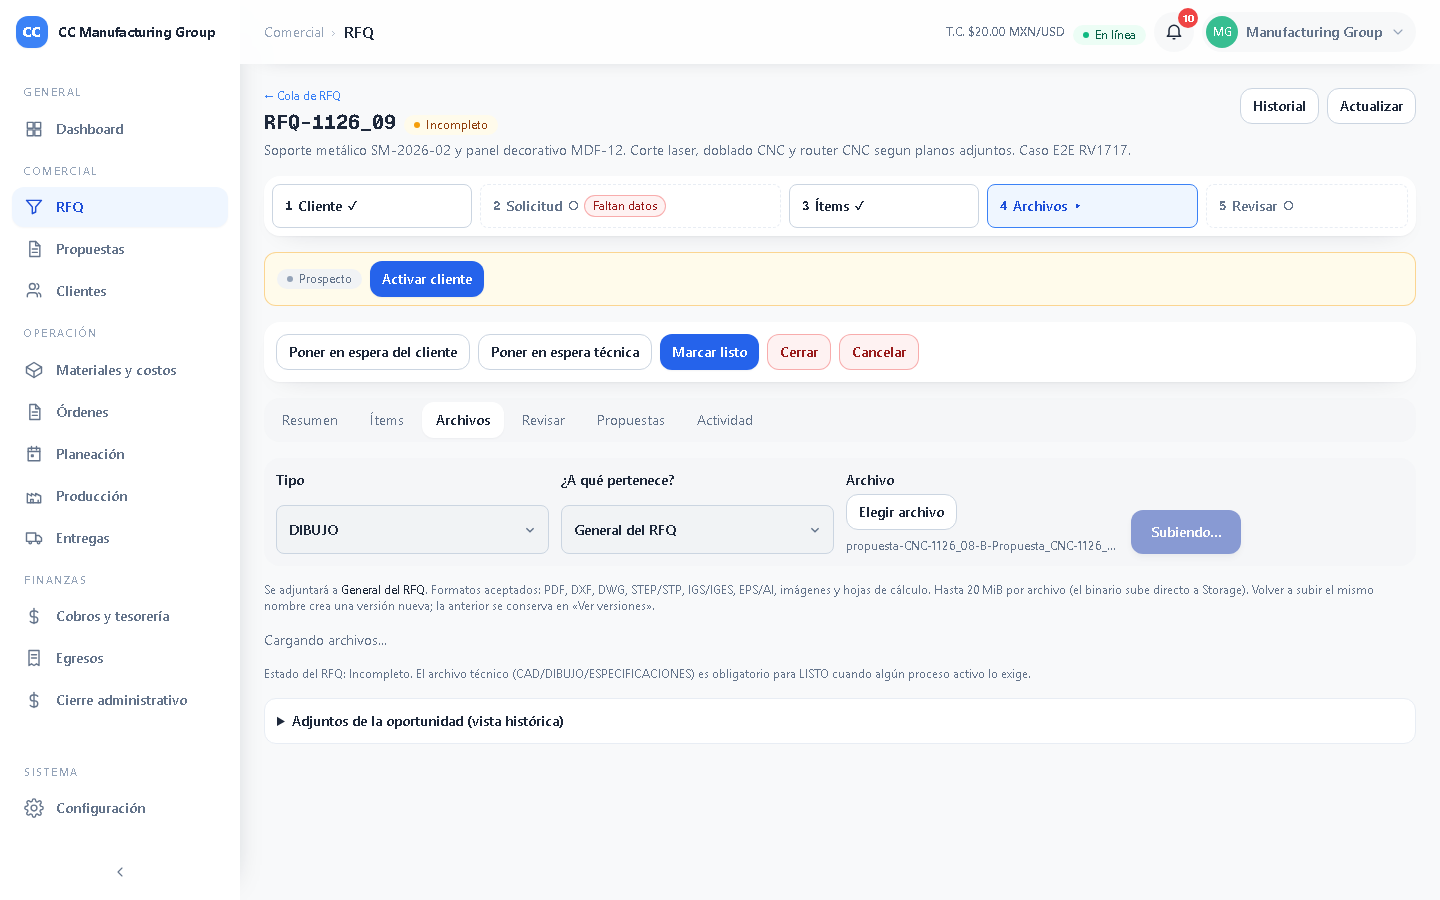 CC CC Manufacturing Group
Comercial › RFQ
T.C. $20.00 MXN/USD
En línea
10
MG Manufacturing Group
GENERAL
Dashboard
COMERCIAL
RFQ
Propuestas
Clientes
OPERACIÓN
Materiales y costos
Órdenes
Planeación
Producción
Entregas
FINANZAS
Cobros y tesorería
Egresos
Cierre administrativo
SISTEMA
Configuración
← Cola de RFQ
RFQ-1126_09 Incompleto
Historial Actualizar
Soporte metálico SM-2026-02 y panel decorativo MDF-12. Corte laser, doblado CNC y router CNC segun planos adjuntos. Caso E2E RV1717.
1 Cliente ✓ 2 Solicitud ○ Faltan datos 3 Ítems ✓ 4 Archivos ‣ 5 Revisar ○
Prospecto Activar cliente
Poner en espera del cliente Poner en espera técnica Marcar listo Cerrar Cancelar
Resumen Ítems Archivos Revisar Propuestas Actividad
Tipo ¿A qué pertenece? Archivo
DIBUJO General del RFQ Elegir archivo
propuesta-CNC-1126_08-B-Propuesta_CNC-1126_...
Subiendo...
Se adjuntará a General del RFQ. Formatos aceptados: PDF, DXF, DWG, STEP/STP, IGS/IGES, EPS/AI, imágenes y hojas de cálculo. Hasta 20 MiB por archivo (el binario sube directo a Storage). Volver a subir el mismo
nombre crea una versión nueva; la anterior se conserva en «Ver versiones».
Cargando archivos...
Estado del RFQ: Incompleto. El archivo técnico (CAD/DIBUJO/ESPECIFICACIONES) es obligatorio para LISTO cuando algún proceso activo lo exige.
▶ Adjuntos de la oportunidad (vista histórica)